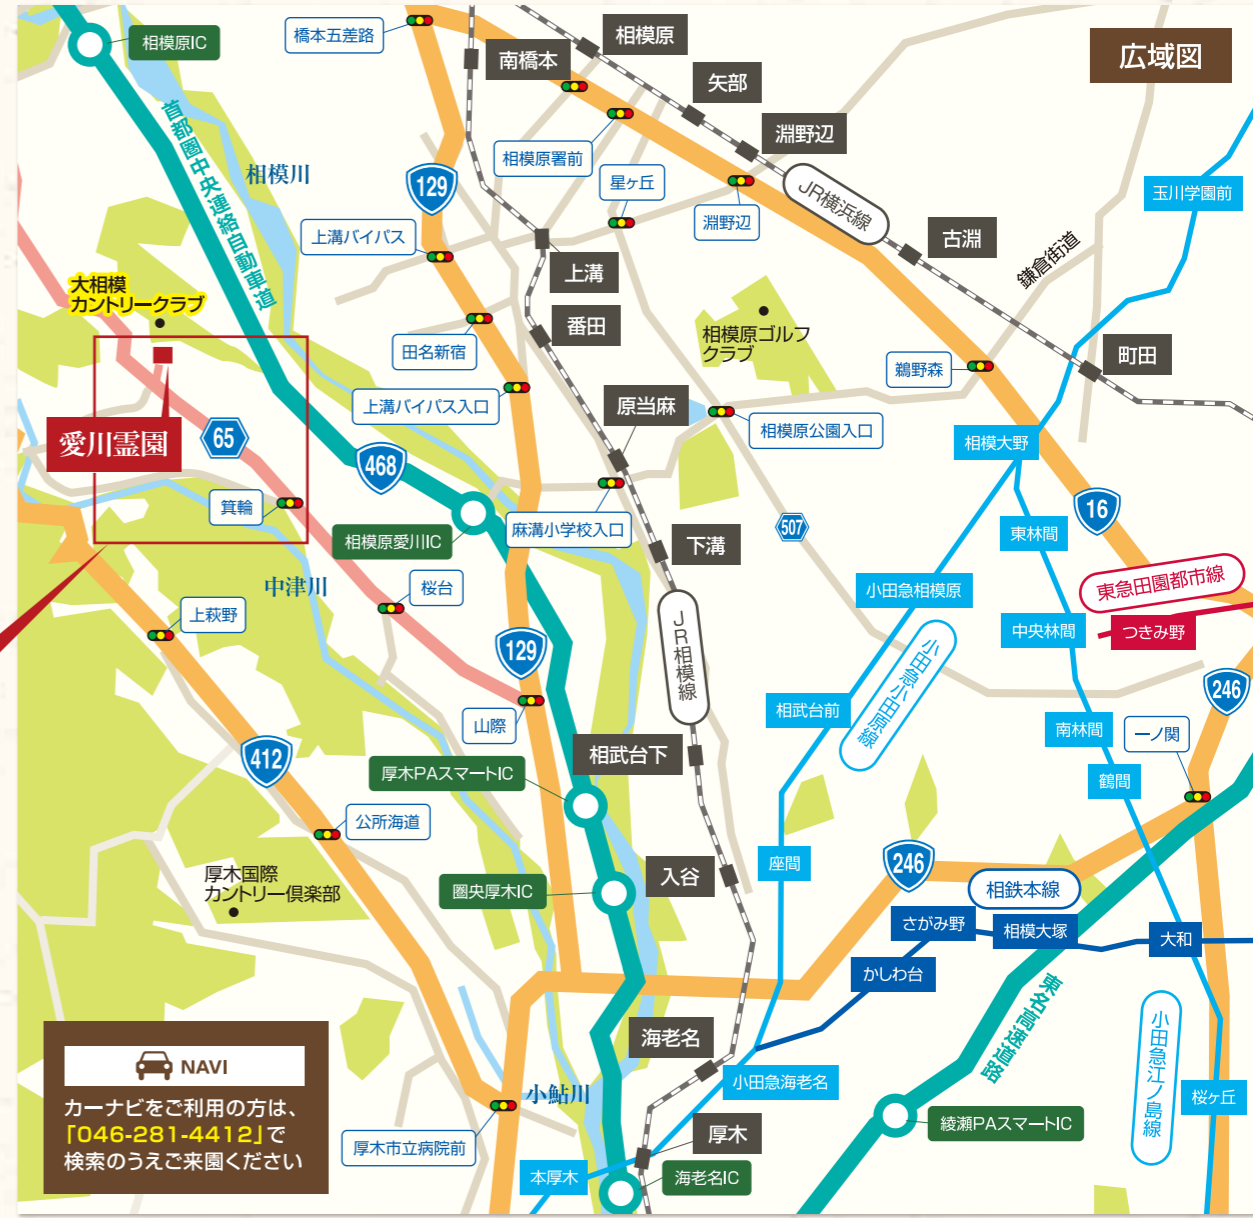 相模原IC
橋本五差路
南橋本
相模原
矢部
淵野辺
広域図
首都圏中央連絡自動車道
相模川
129
相模原署前
星ヶ丘
淵野辺
JR横浜線
玉川学園前
上溝バイパス
上溝
古淵
鎌倉街道
大相模
カントリークラブ
番田
相模原ゴルフ
クラブ
田名新宿
町田
鵜野森
上溝バイパス入口
原当麻
相模原公園入口
愛川霊園
65
468
相模大野
箕輪
相模原愛川IC
麻溝小学校入口
下溝
507
16
東林間
中津川
桜台
小田急相模原
東急田園都市線
上萩野
JR相模線
中央林間
つきみ野
129
小田急小田原線
246
山際
相武台前
南林間
一ノ関
412
厚木PAスマートIC
相武台下
鶴間
公所海道
座間
246
厚木国際
カントリー倶楽部
圏央厚木IC
入谷
相鉄本線
さがみ野
相模大塚
大和
かしわ台
東名高速道路
海老名
小田急江ノ島線
NAVI
カーナビをご利用の方は、
「046-281-4412」で
検索のうえご来園ください
小鮎川
小田急海老名
桜ヶ丘
厚木市立病院前
厚木
綾瀬PAスマートIC
本厚木
海老名IC